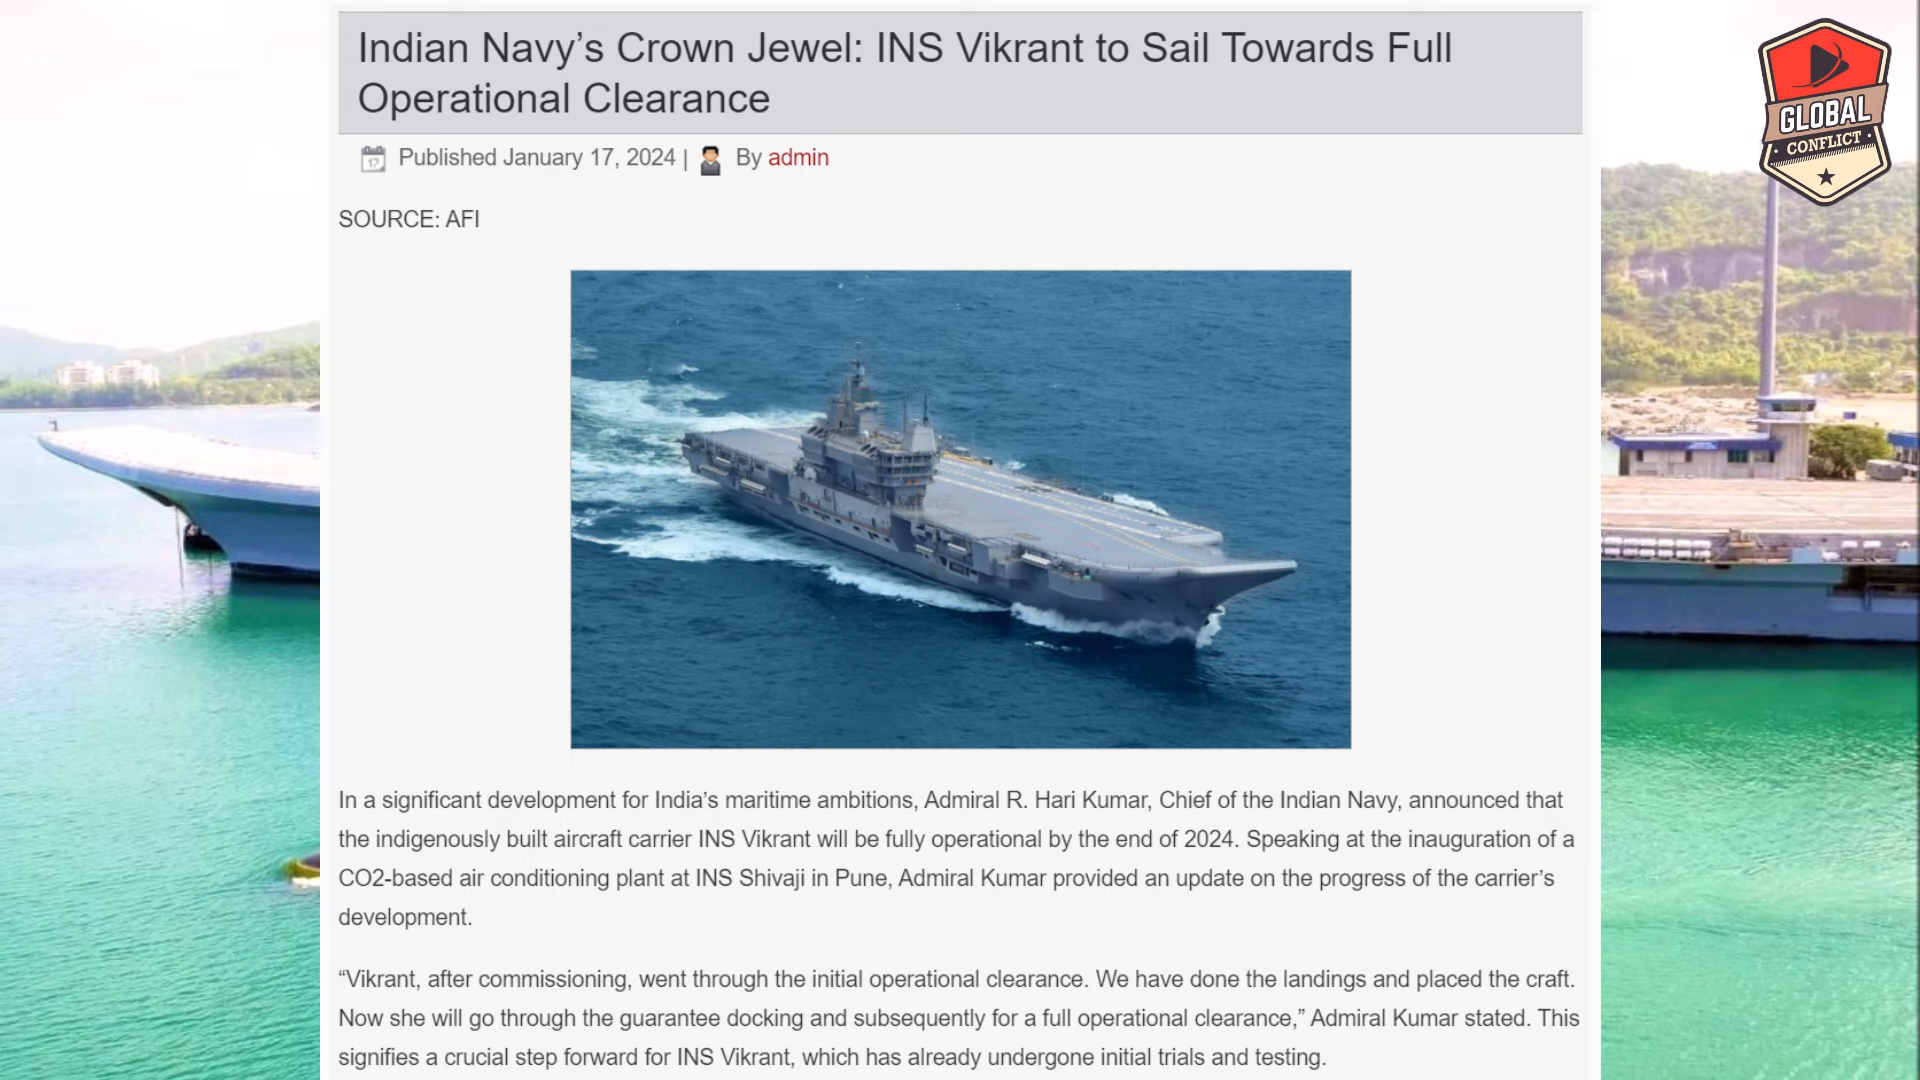 Indian Navy’s Crown Jewel: INS Vikrant to Sail Towards Full
Operational Clearance
Published January 17, 2024 | By admin
SOURCE: AFI
In a significant development for India’s maritime ambitions, Admiral R. Hari Kumar, Chief of the Indian Navy, announced that
the indigenously built aircraft carrier INS Vikrant will be fully operational by the end of 2024. Speaking at the inauguration of a
CO2-based air conditioning plant at INS Shivaji in Pune, Admiral Kumar provided an update on the progress of the carrier’s
development.
“Vikrant, after commissioning, went through the initial operational clearance. We have done the landings and placed the craft.
Now she will go through the guarantee docking and subsequently for a full operational clearance,” Admiral Kumar stated. This
signifies a crucial step forward for INS Vikrant, which has already undergone initial trials and testing.
GLOBAL
CONFLICT
17